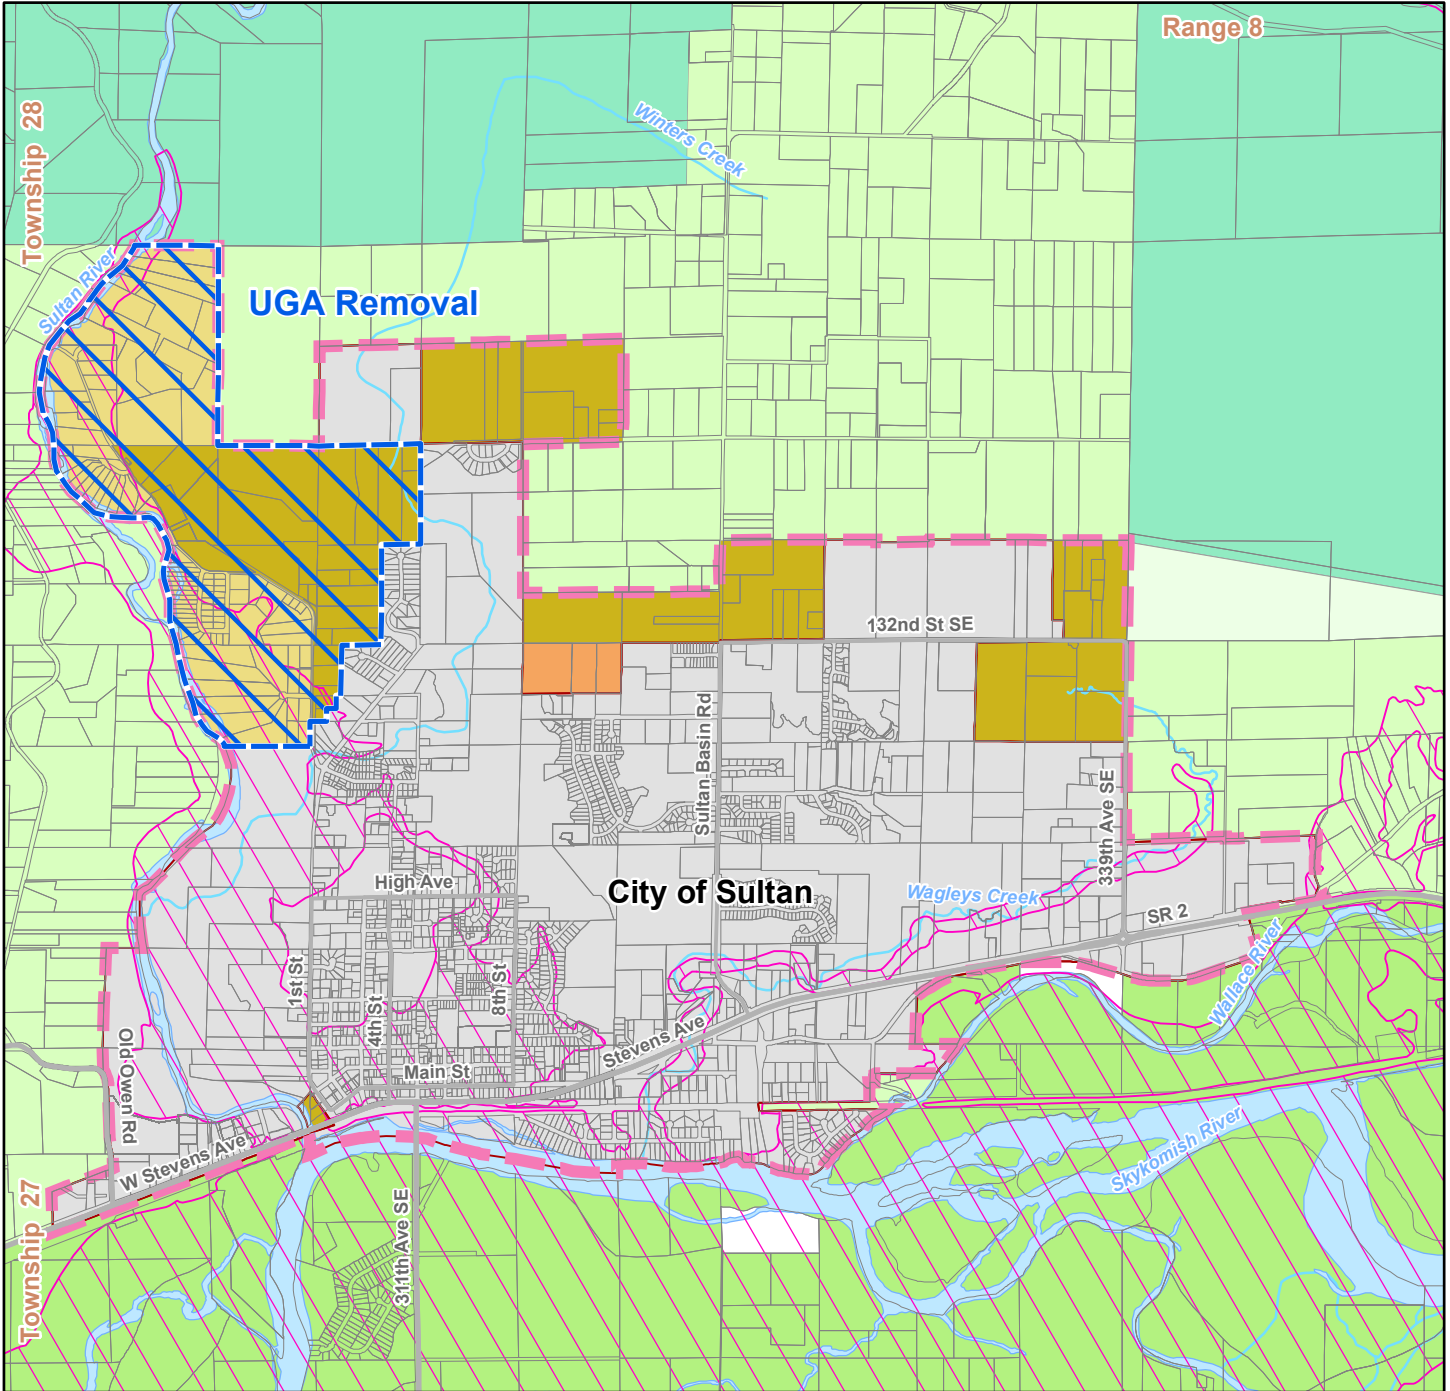 Range 8
Township 28
Winters Creek
Sultan River
UGA Removal
132nd St SE
Sultan Basin Rd
339th Ave SE
High Ave
City of Sultan
Wagleys Creek
SR 2
Wallace River
1st St
4th St
8th St
Old Owen Rd
Stevens Ave
Main St
W Stevens Ave
Skykomish River
Township 27
311th Ave SE